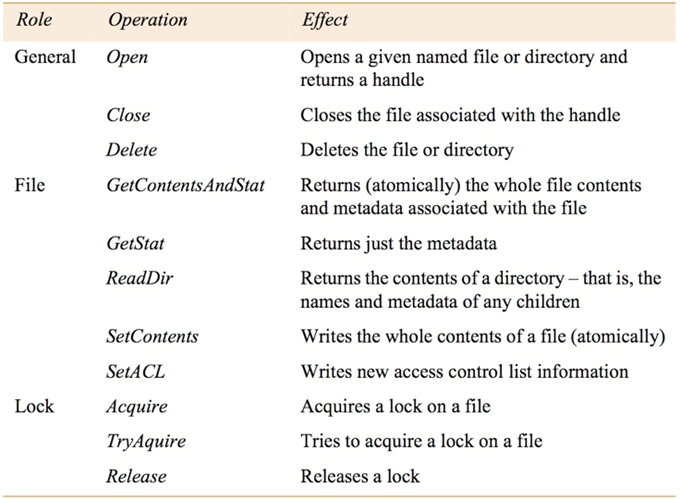 Role Operation Effect
General Open Opens a given named file or directory and
returns a handle
Close Closes the file associated with the handle
Delete Deletes the file or directory
File GetContentsAndStat Returns (atomically) the whole file contents
and metadata associated with the file
GetStat Returns just the metadata
ReadDir Returns the contents of a directory – that is, the
names and metadata of any children
SetContents Writes the whole contents of a file (atomically)
SetACL Writes new access control list information
Lock Acquire Acquires a lock on a file
TryAquire Tries to acquire a lock on a file
Release Releases a lock